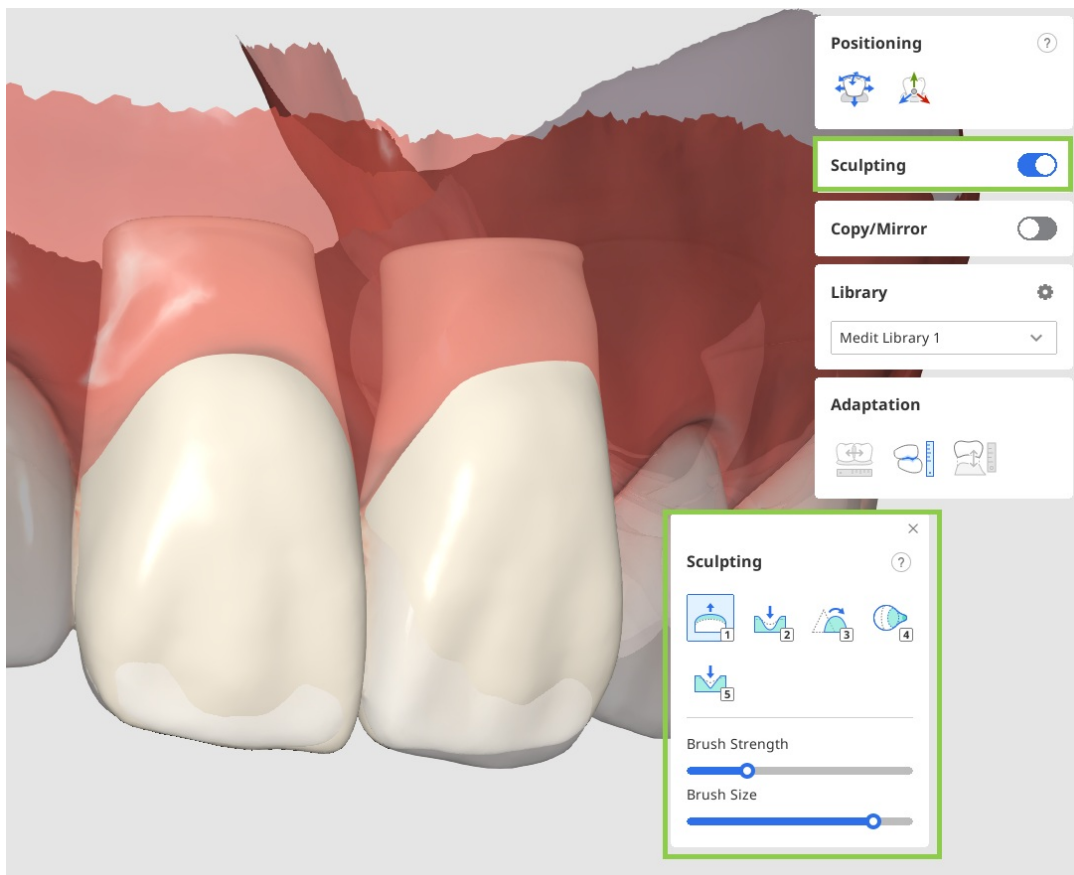 Positioning
?
Sculpting
Copy/Mirror
Library
Medit Library 1
Adaptation
Sculpting
?
1
2
3
4
5
Brush Strength
Brush Size